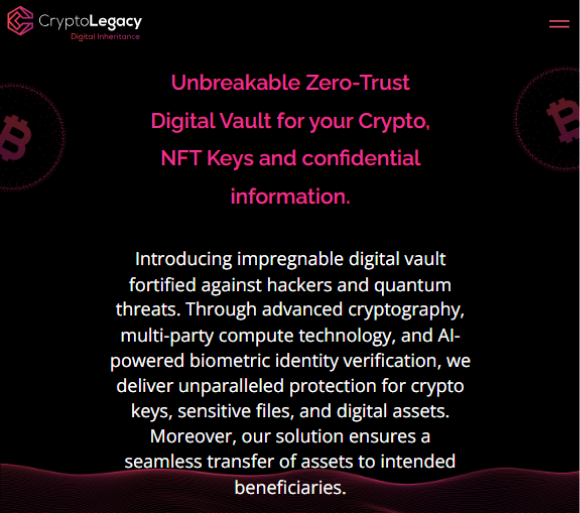 CryptoLegacy
Digital Inheritance
Unbreakable Zero-Trust
Digital Vault for your Crypto,
NFT Keys and confidential
information.
Introducing impregnable digital vault
fortified against hackers and quantum
threats. Through advanced cryptography,
multi-party compute technology, and AI-
powered biometric identity verification, we
deliver unparalleled protection for crypto
keys, sensitive files, and digital assets.
Moreover, our solution ensures a
seamless transfer of assets to intended
beneficiaries.